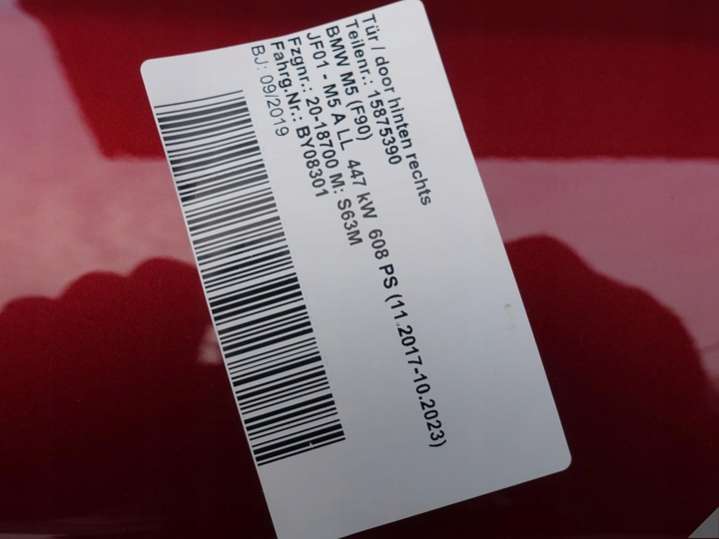 Tür / door hinten rechts
Teilenr.: 15875390
BMW M5 (F90)
JF01 - M5 A LL 447 kW 608 PS (11.2017-10.2023)
Fzgnr.: 20-18700 M: S63M
Fahrg.Nr.: BY08301
BJ: 09/2019